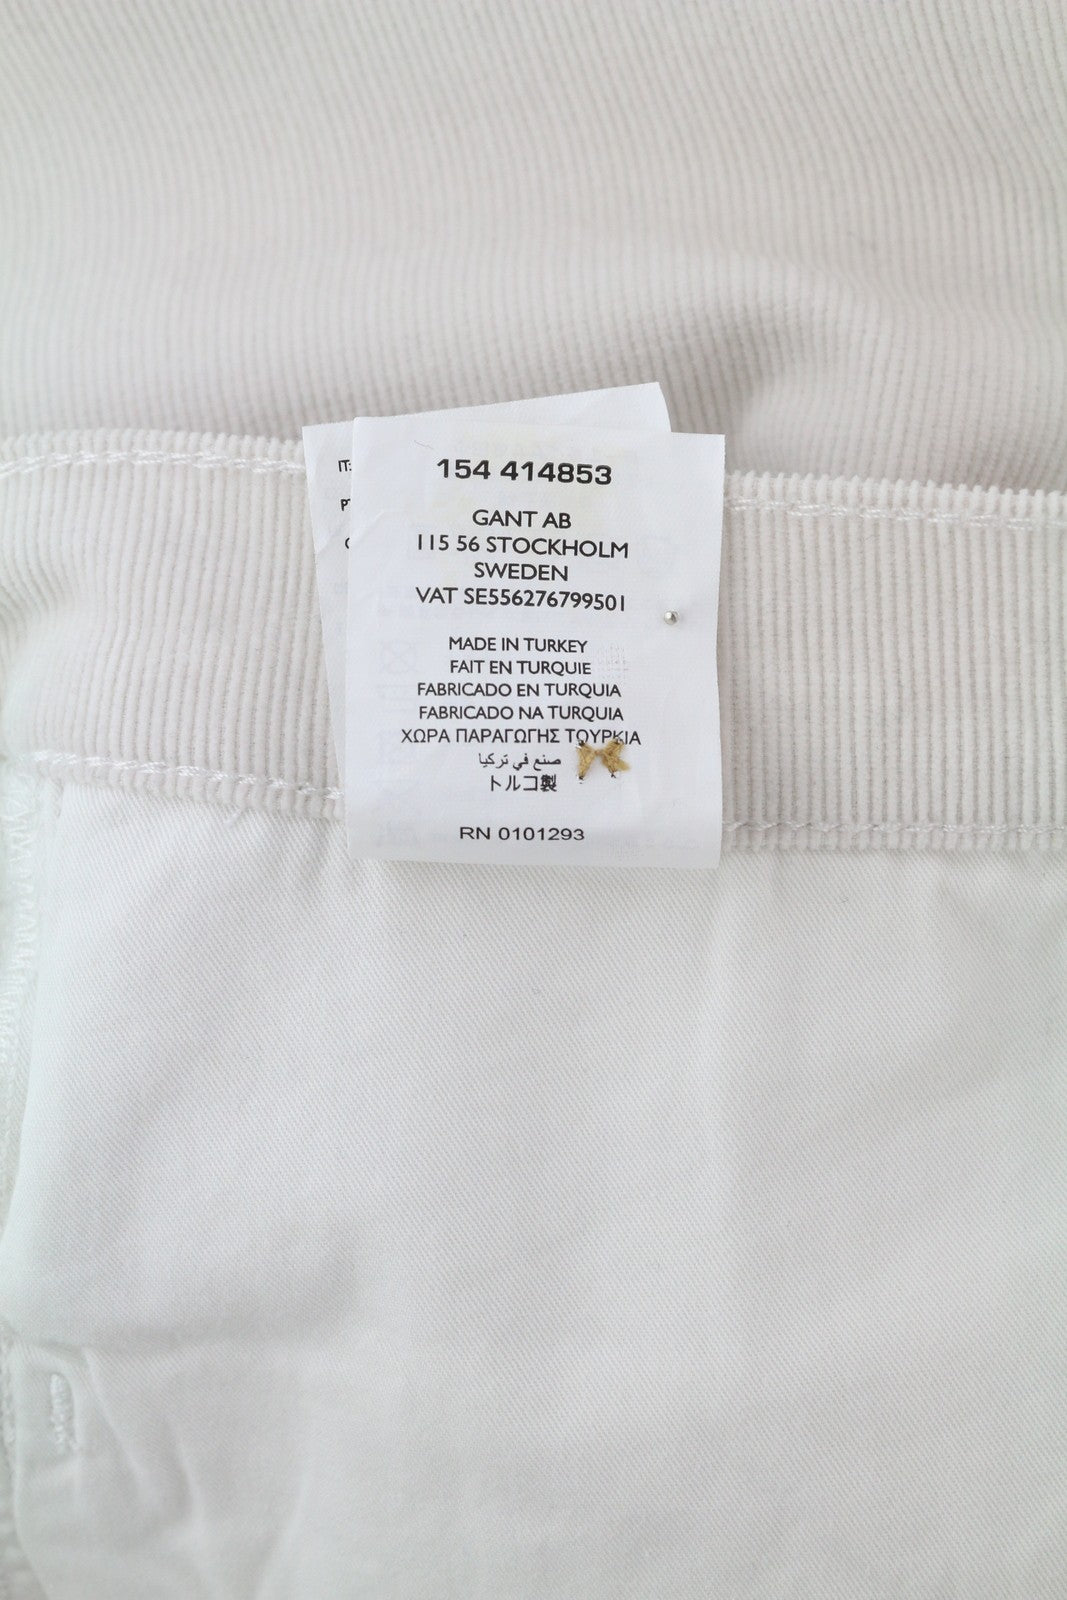 IT:
154 414853
GANT AB
115 56 STOCKHOLM
SWEDEN
VAT SE556276799501
MADE IN TURKEY
FAIT EN TURQUIE
FABRICADO EN TURQUIA
FABRICADO NA TURQUIA
ΧΩΡΑ ΠΑΡΑΓΩΓΗΣ ΤΟΥΡΚΙΑ
صنع في تركيا
トルコ製
RN 0101293